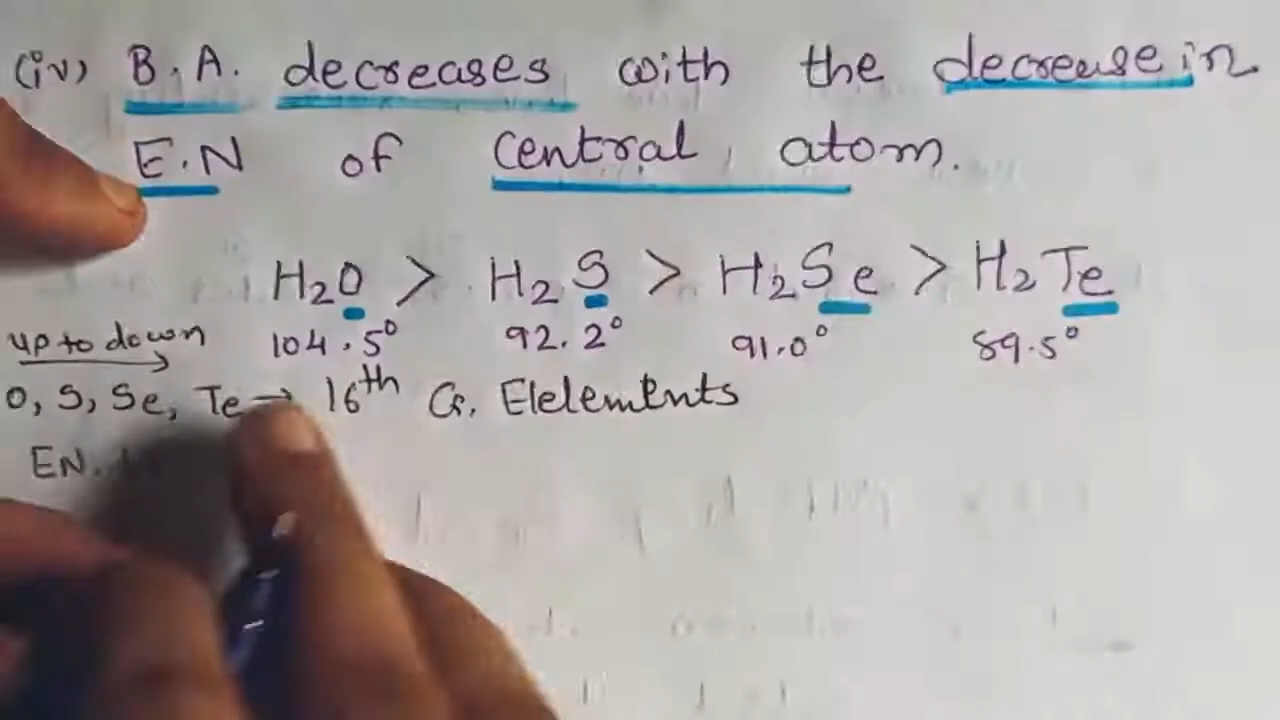 (iv) B.A. decreases with the decrease in
E.N of central atom.
H₂O > H₂S > H₂Se > H₂Te
104.5° 92.2° 91.0° 89.5°
up to down
O, S, Se, Te → 16th Gr. Elelements
EN.